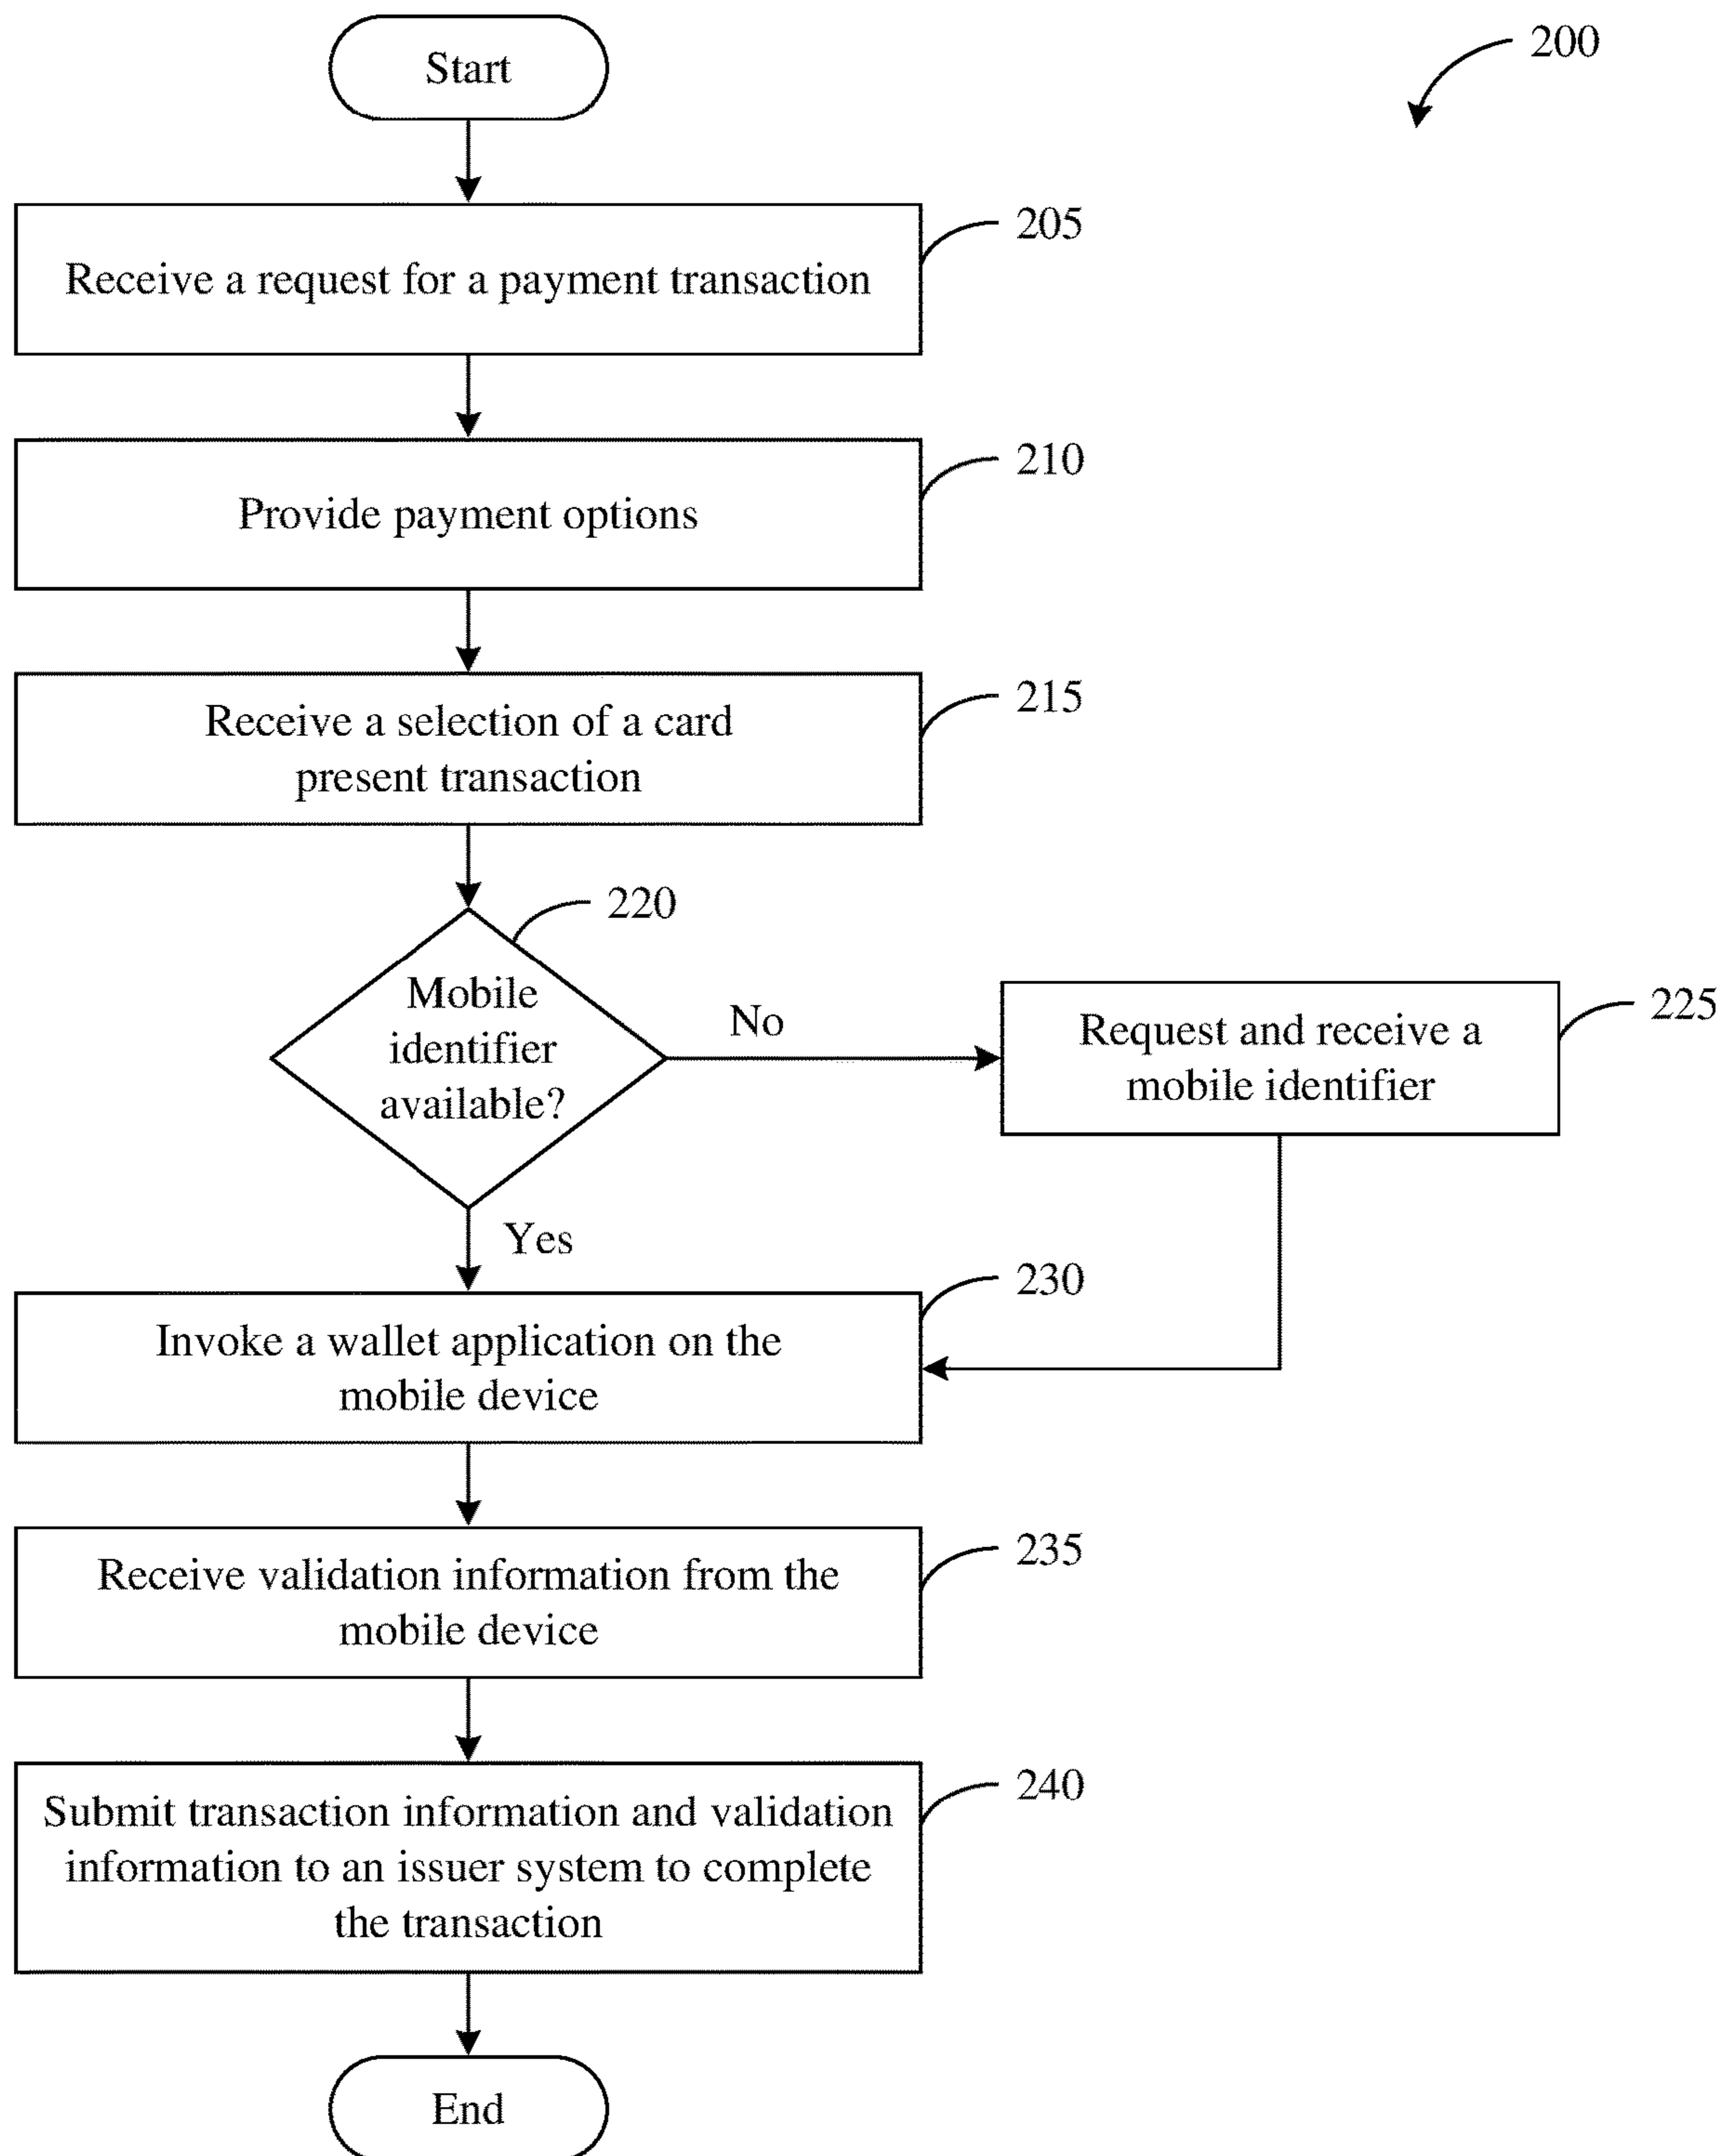 Start
200
205
Receive a request for a payment transaction
210
Provide payment options
215
Receive a selection of a card
present transaction
220
Mobile
identifier
available?
No
225
Request and receive a
mobile identifier
Yes
230
Invoke a wallet application on the
mobile device
235
Receive validation information from the
mobile device
240
Submit transaction information and validation
information to an issuer system to complete
the transaction
End